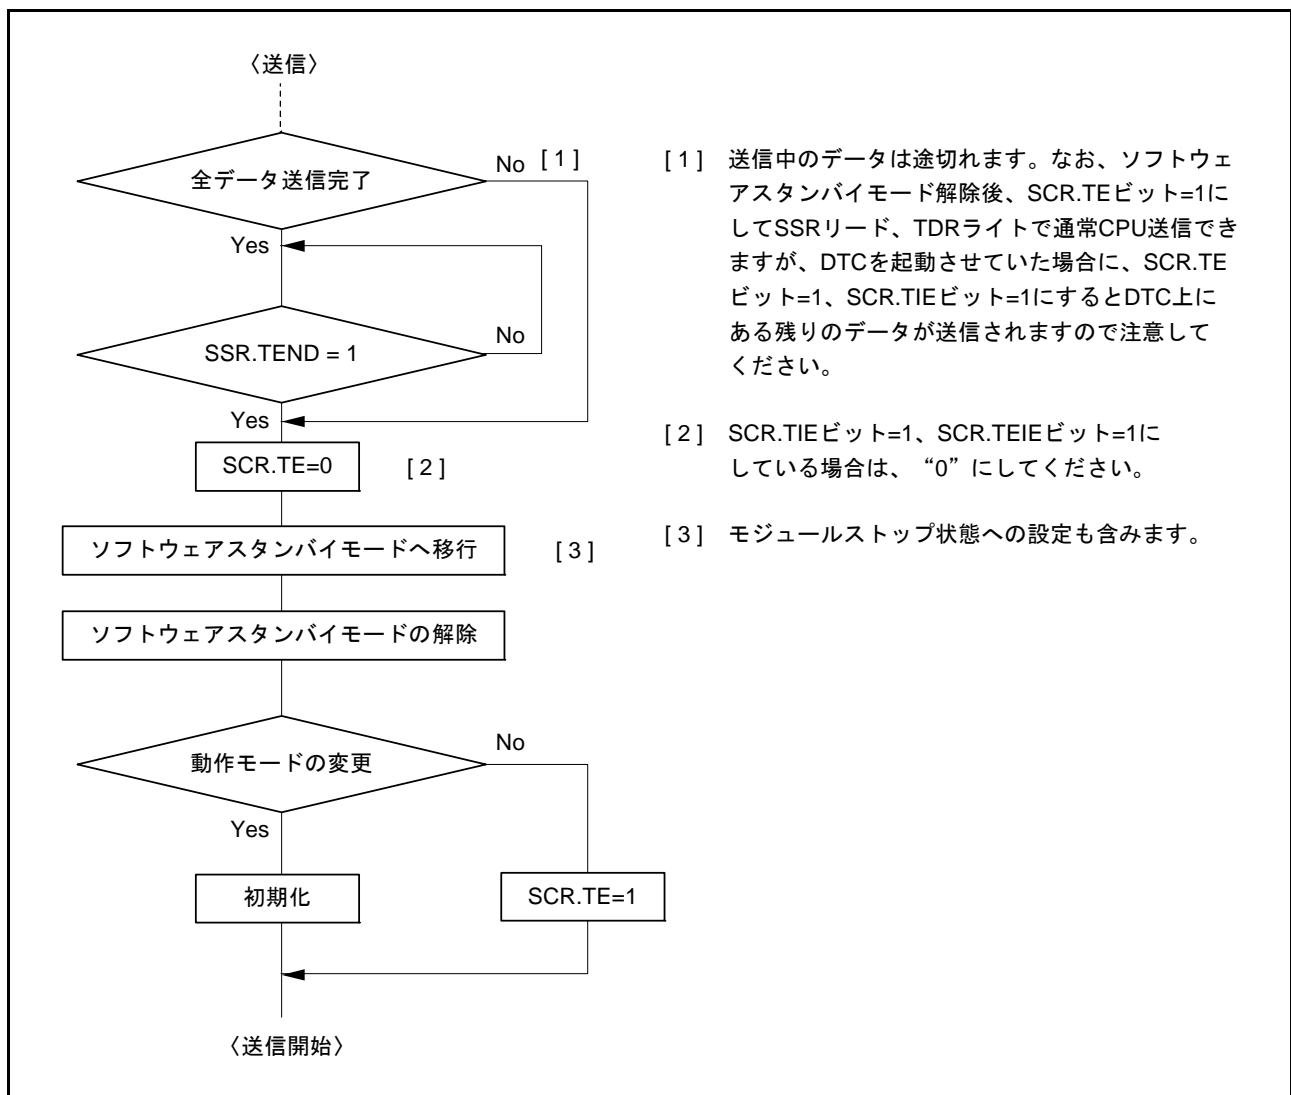 〈送信〉
全データ送信完了
No [ 1 ]
Yes
SSR.TEND = 1
No
Yes
SCR.TE=0 [ 2 ]
ソフトウェアスタンバイモードへ移行 [ 3 ]
ソフトウェアスタンバイモードの解除
動作モードの変更
No
Yes
初期化
SCR.TE=1
〈送信開始〉
[ 1 ] 送信中のデータは途切れます。なお、ソフトウェ
アスタンバイモード解除後、SCR.TEビット=1に
してSSRリード、TDRライトで通常CPU送信でき
ますが、DTCを起動させていた場合に、SCR.TE
ビット=1、SCR.TIEビット=1にするとDTC上に
ある残りのデータが送信されますので注意して
ください。
[ 2 ] SCR.TIEビット=1、SCR.TEIEビット=1に
している場合は、“0”にしてください。
[ 3 ] モジュールストップ状態への設定も含みます。